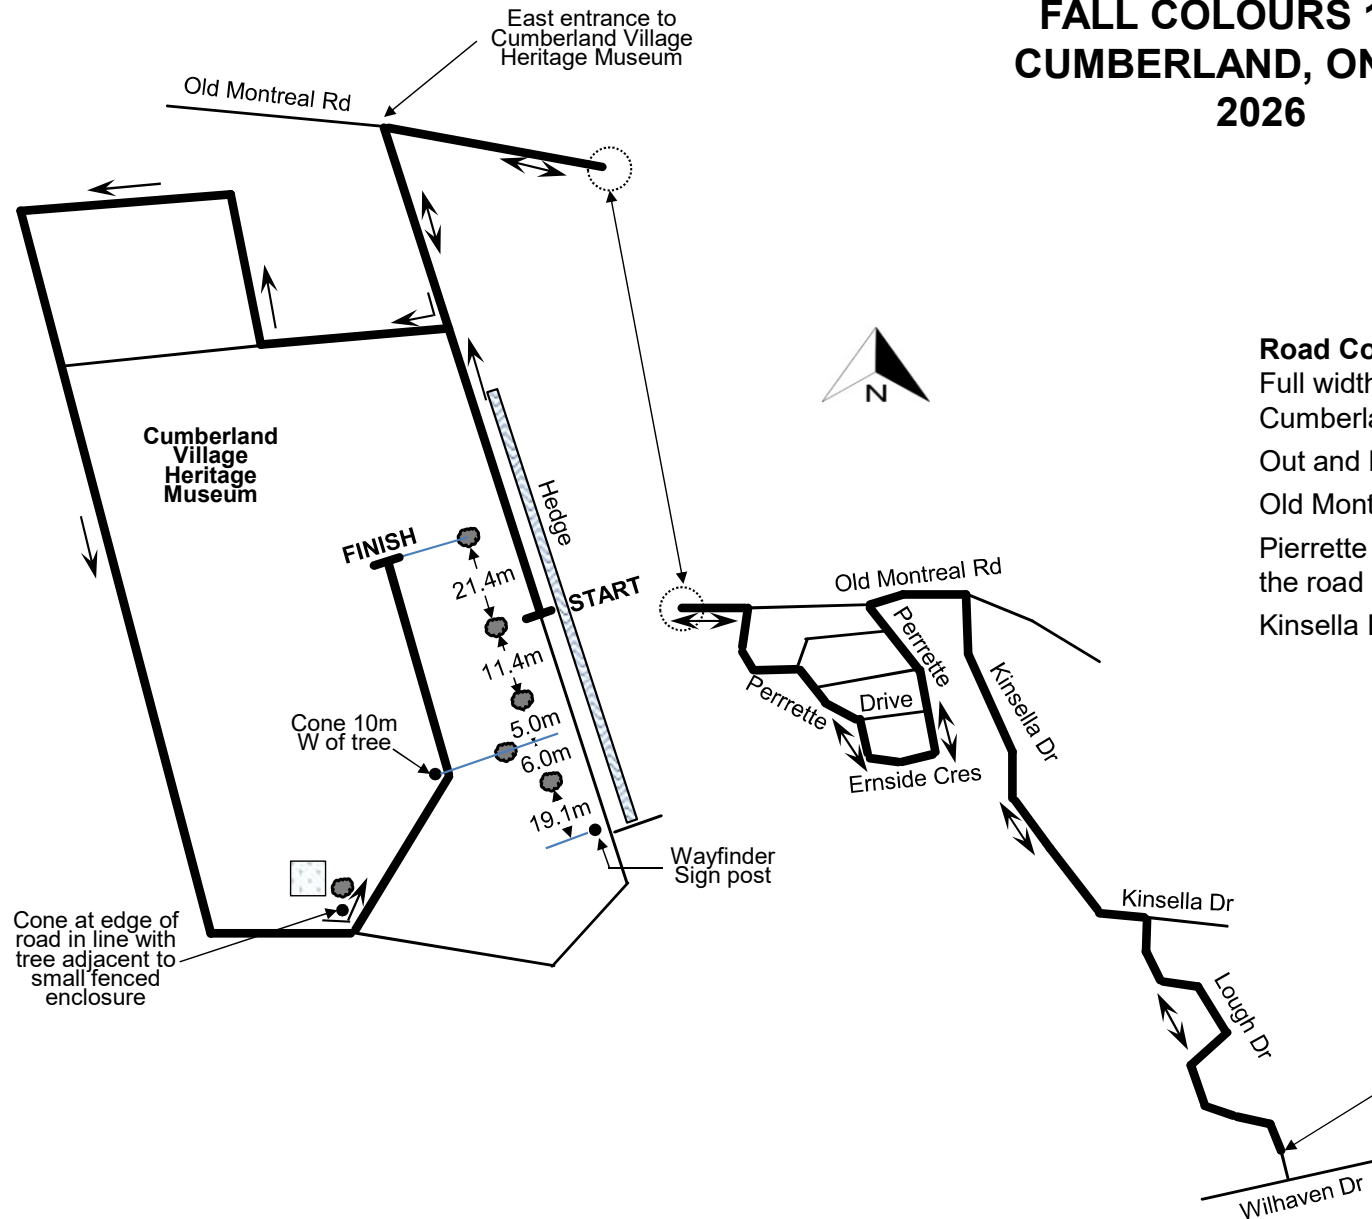 East entrance to
Cumberland Village
Heritage Museum
FALL COLOURS
CUMBERLAND, ON
2026
Old Montreal Rd
N
Road
Full width
Out and
Old
Pierrette
the road
Kinsella
Cumberland
Village
Heritage
Museum
Hedge
FINISH
START
21.4m
11.4m
5.0m
6.0m
19.1m
Cone 10m
W of tree
Wayfinder
Sign post
Cone at edge of
road in line with
tree adjacent to
small fenced
enclosure
Old Montreal Rd
Perrrette
Perrrette
Drive
Ernside Cres
Kinsella Dr
Kinsella Dr
Lough Dr
Wilhaven Dr